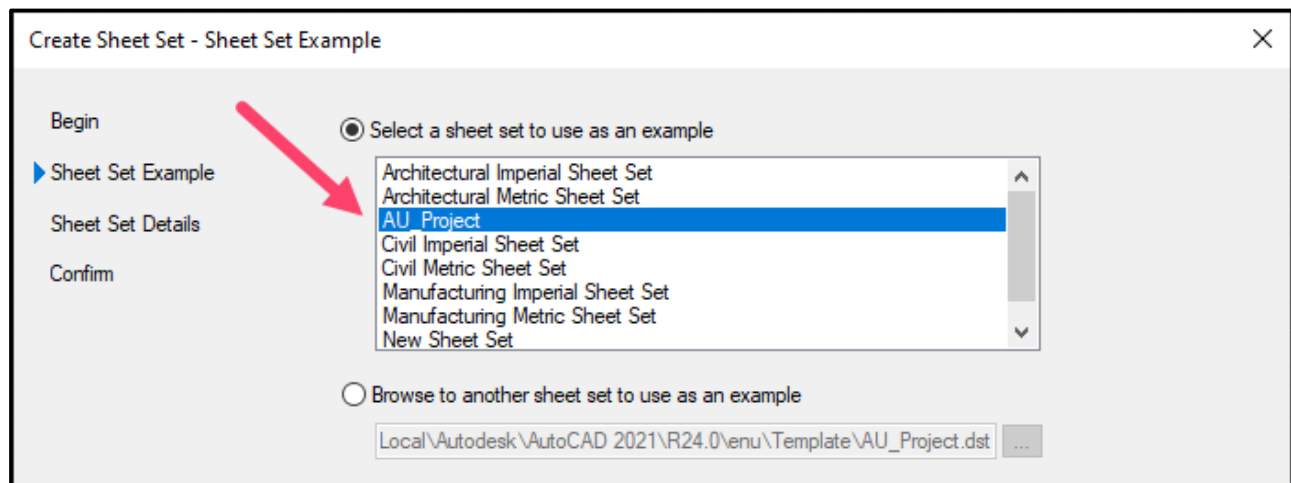 Create Sheet Set - Sheet Set Example
Begin
Sheet Set Example
Sheet Set Details
Confirm
Select a sheet set to use as an example
Architectural Imperial Sheet Set
Architectural Metric Sheet Set
AU_Project
Civil Imperial Sheet Set
Civil Metric Sheet Set
Manufacturing Imperial Sheet Set
Manufacturing Metric Sheet Set
New Sheet Set
Browse to another sheet set to use as an example
Local\Autodesk\AutoCAD 2021\R24.0\enu\Template\AU_Project.dst ...